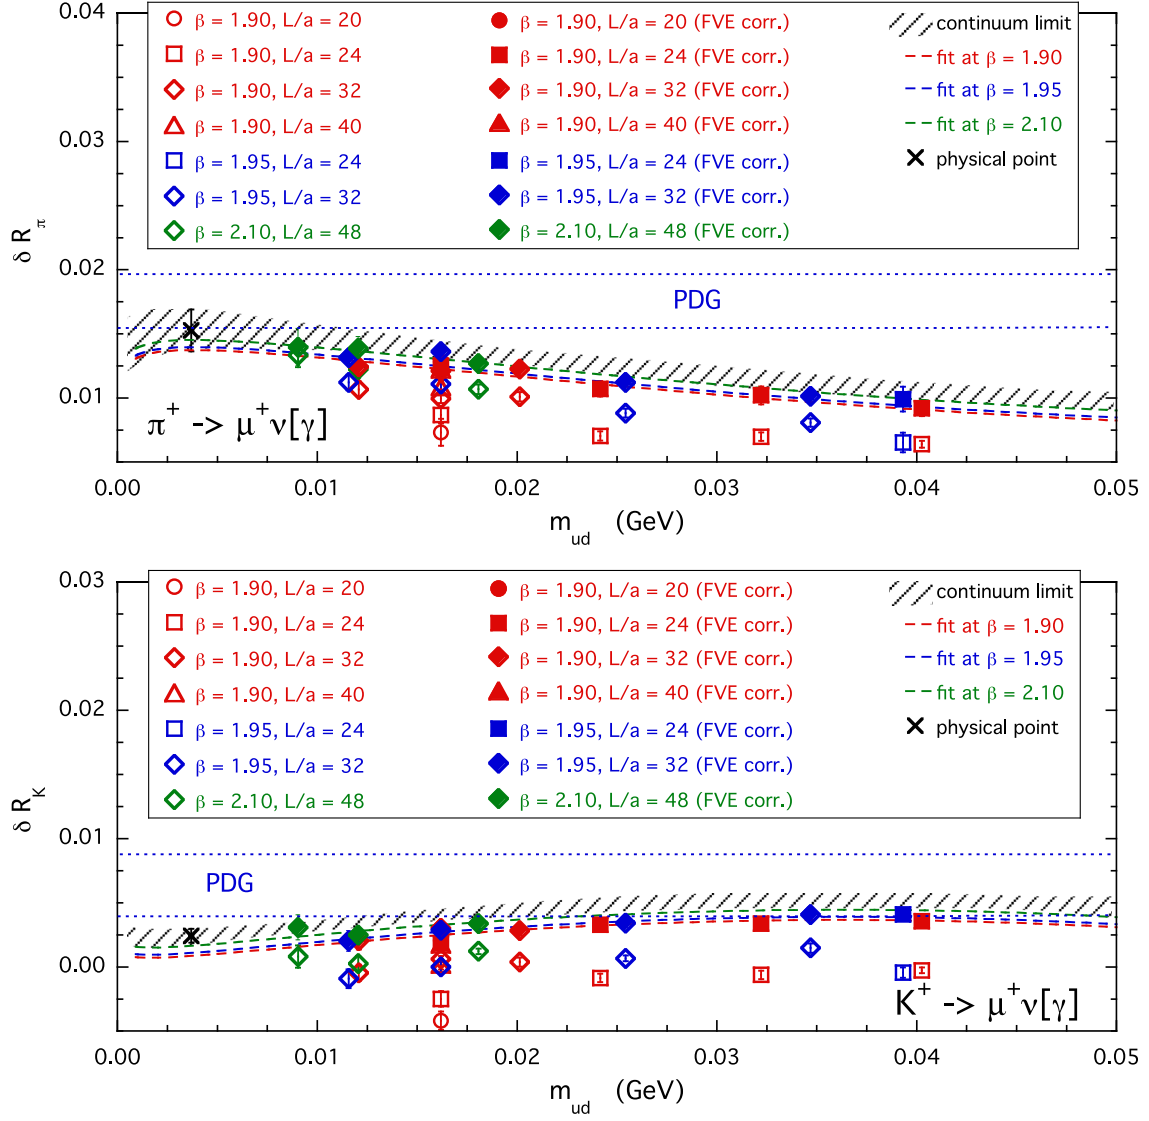 0.04
β = 1.90, L/a = 20
β = 1.90, L/a = 20 (FVE corr.)
continuum limit
β = 1.90, L/a = 24
β = 1.90, L/a = 24 (FVE corr.)
fit at β = 1.90
β = 1.90, L/a = 32
β = 1.90, L/a = 32 (FVE corr.)
fit at β = 1.95
β = 1.90, L/a = 40
β = 1.90, L/a = 40 (FVE corr.)
fit at β = 2.10
0.03
β = 1.95, L/a = 24
β = 1.95, L/a = 24 (FVE corr.)
physical point
β = 1.95, L/a = 32
β = 1.95, L/a = 32 (FVE corr.)
β = 2.10, L/a = 48
β = 2.10, L/a = 48 (FVE corr.)
δ R_π
0.02
PDG
0.01
π⁺ -> μ⁺ν[γ]
0.00 0.01 0.02 0.03 0.04 0.05
m_ud (GeV)
0.03
β = 1.90, L/a = 20
β = 1.90, L/a = 20 (FVE corr.)
continuum limit
β = 1.90, L/a = 24
β = 1.90, L/a = 24 (FVE corr.)
fit at β = 1.90
β = 1.90, L/a = 32
β = 1.90, L/a = 32 (FVE corr.)
fit at β = 1.95
β = 1.90, L/a = 40
β = 1.90, L/a = 40 (FVE corr.)
fit at β = 2.10
0.02
β = 1.95, L/a = 24
β = 1.95, L/a = 24 (FVE corr.)
physical point
β = 1.95, L/a = 32
β = 1.95, L/a = 32 (FVE corr.)
β = 2.10, L/a = 48
β = 2.10, L/a = 48 (FVE corr.)
δ R_K
0.01
PDG
0.00
K⁺ -> μ⁺ν[γ]
0.00 0.01 0.02 0.03 0.04 0.05
m_ud (GeV)